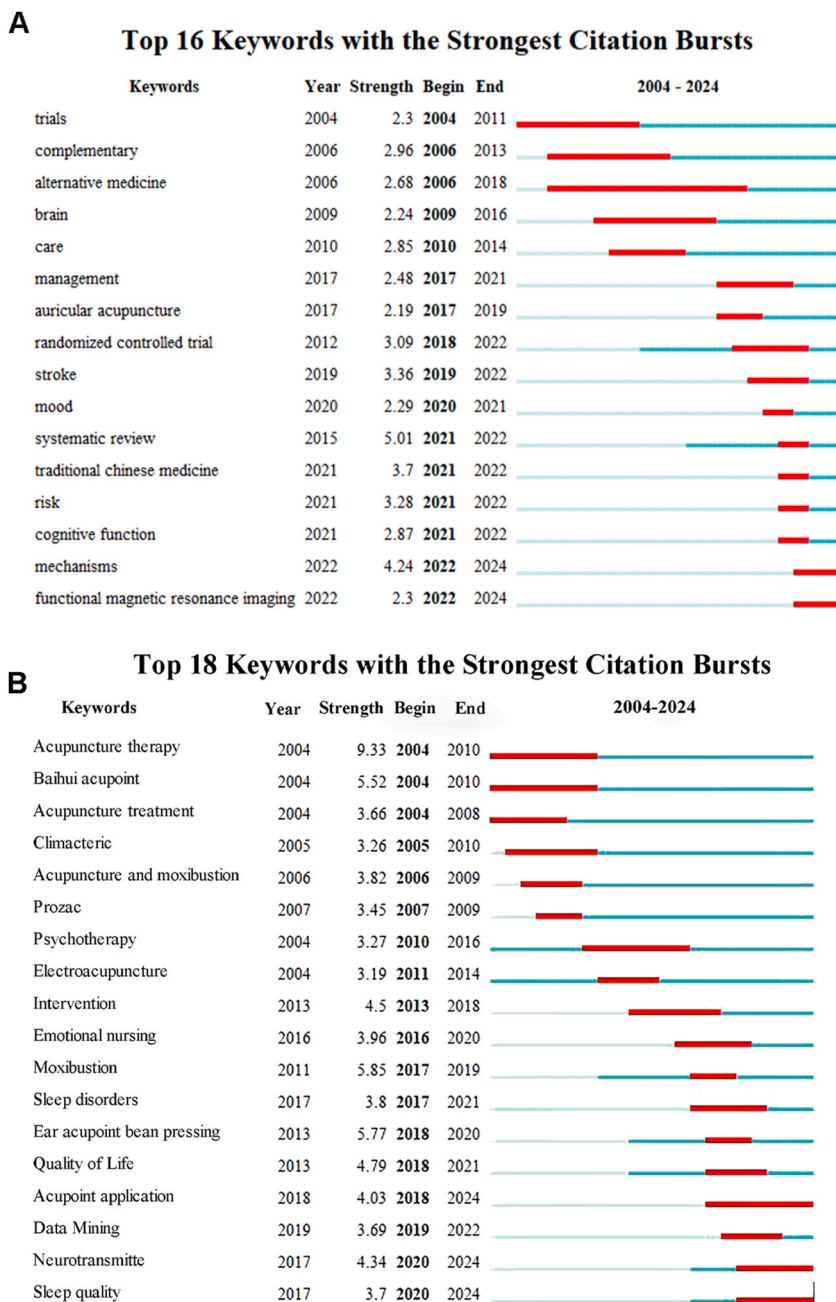 A
Top 16 Keywords with the Strongest Citation Bursts
Keywords Year Strength Begin End 2004 - 2024
trials 2004 2.3 2004 2011
complementary 2006 2.96 2006 2013
alternative medicine 2006 2.68 2006 2018
brain 2009 2.24 2009 2016
care 2010 2.85 2010 2014
management 2017 2.48 2017 2021
auricular acupuncture 2017 2.19 2017 2019
randomized controlled trial 2012 3.09 2018 2022
stroke 2019 3.36 2019 2022
mood 2020 2.29 2020 2021
systematic review 2015 5.01 2021 2022
traditional chinese medicine 2021 3.7 2021 2022
risk 2021 3.28 2021 2022
cognitive function 2021 2.87 2021 2022
mechanisms 2022 4.24 2022 2024
functional magnetic resonance imaging 2022 2.3 2022 2024
B
Top 18 Keywords with the Strongest Citation Bursts
Keywords Year Strength Begin End 2004-2024
Acupuncture therapy 2004 9.33 2004 2010
Baihui acupoint 2004 5.52 2004 2010
Acupuncture treatment 2004 3.66 2004 2008
Climacteric 2005 3.26 2005 2010
Acupuncture and moxibustion 2006 3.82 2006 2009
Prozac 2007 3.45 2007 2009
Psychotherapy 2004 3.27 2010 2016
Electroacupuncture 2004 3.19 2011 2014
Intervention 2013 4.5 2013 2018
Emotional nursing 2016 3.96 2016 2020
Moxibustion 2011 5.85 2017 2019
Sleep disorders 2017 3.8 2017 2021
Ear acupoint bean pressing 2013 5.77 2018 2020
Quality of Life 2013 4.79 2018 2021
Acupoint application 2018 4.03 2018 2024
Data Mining 2019 3.69 2019 2022
Neurotransmitte 2017 4.34 2020 2024
Sleep quality 2017 3.7 2020 2024